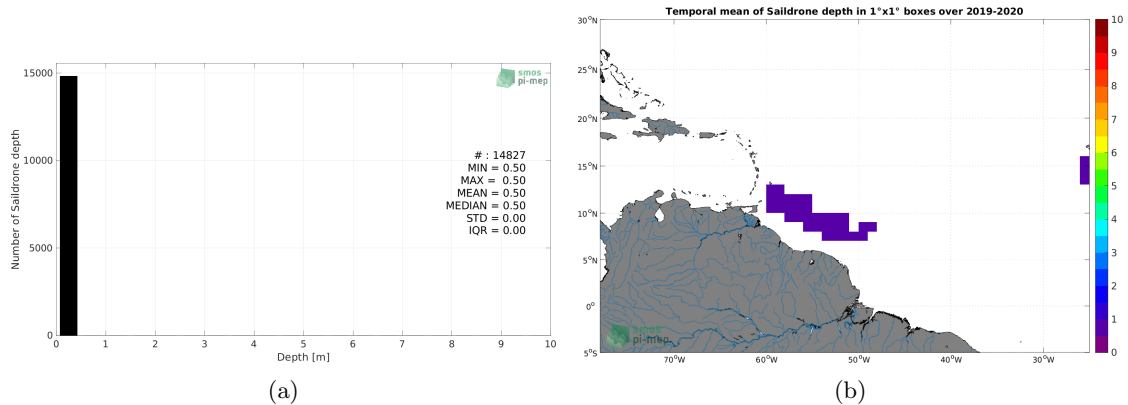 15000
10000
5000
0
Number of Saildrone depth
smos
pi-mep
# : 14827
MIN = 0.50
MAX = 0.50
MEAN = 0.50
MEDIAN = 0.50
STD = 0.00
IQR = 0.00
0 1 2 3 4 5 6 7 8 9 10
Depth [m]
(a)
Temporal mean of Saildrone depth in 1°x1° boxes over 2019-2020
30°N
25°N
20°N
15°N
10°N
5°N
0°
5°S
70°W 60°W 50°W 40°W 30°W
smos
pi-mep
10
9
8
7
6
5
4
3
2
1
0
(b)